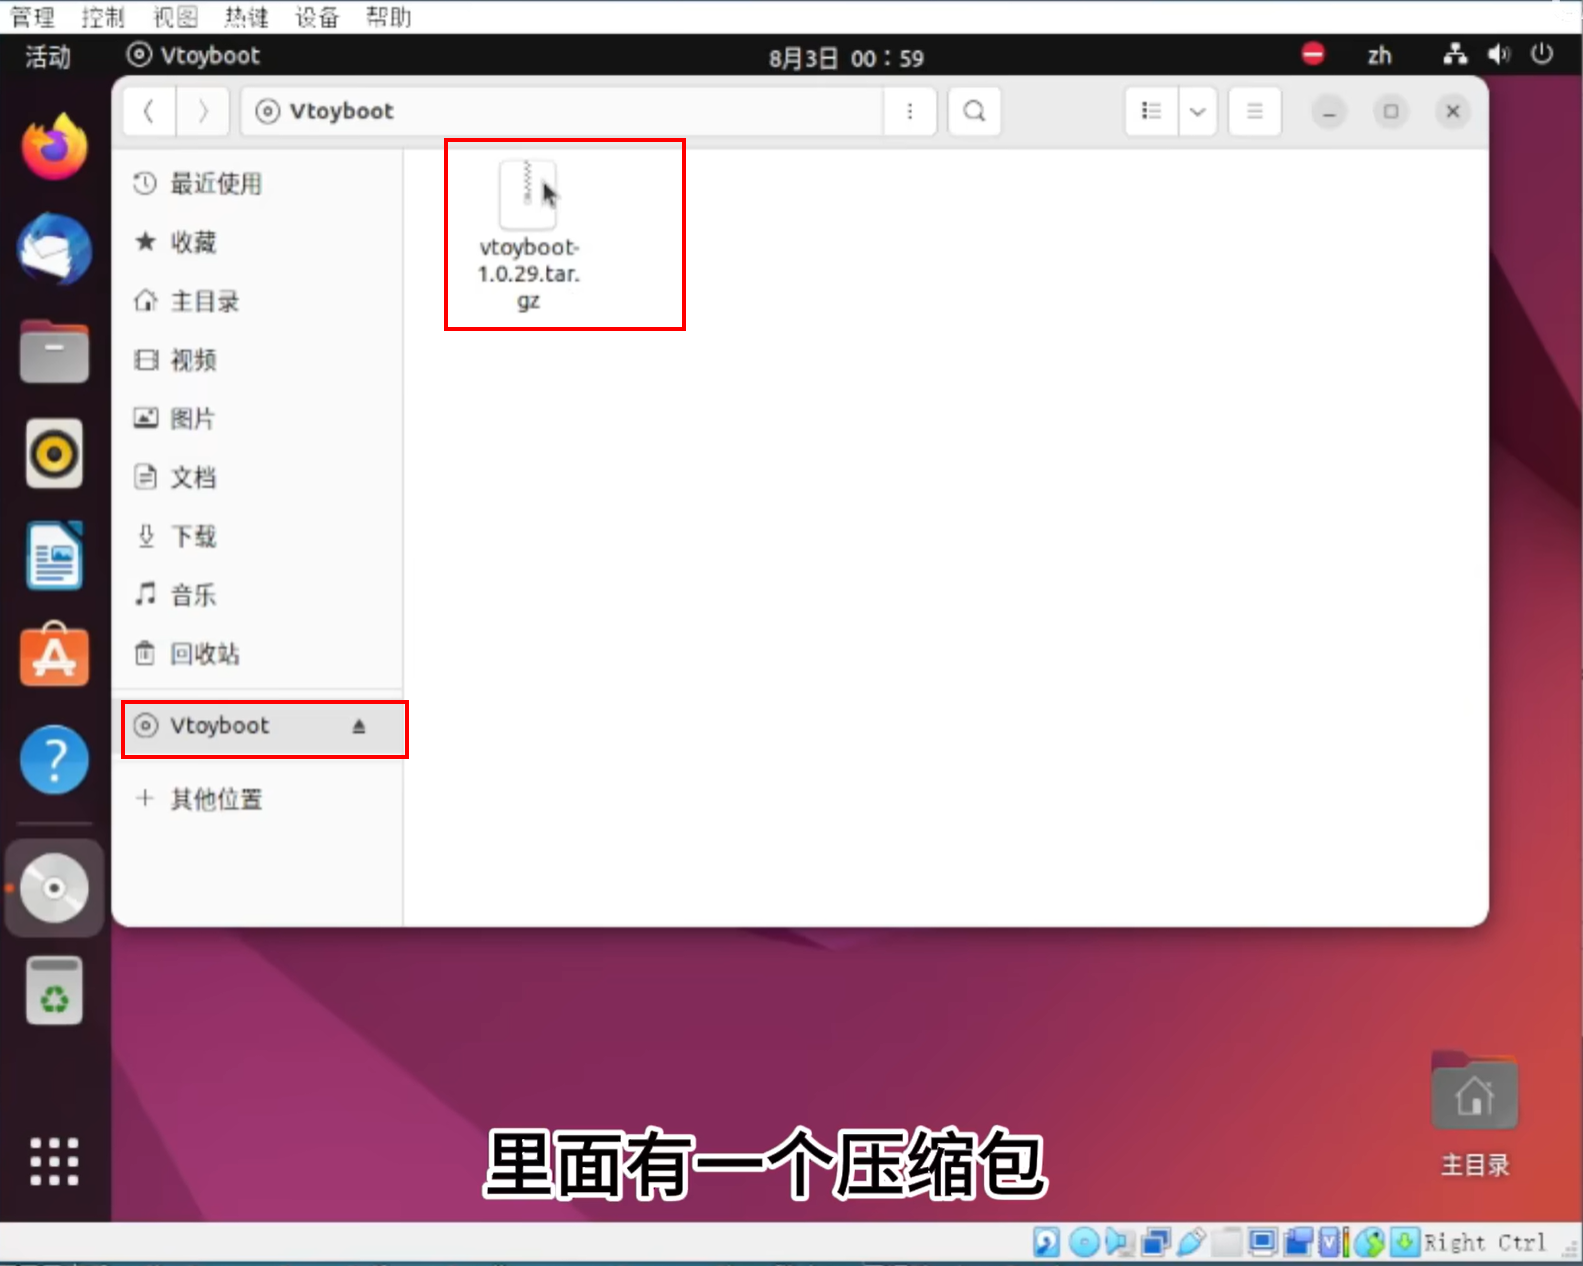 管理 控制 视图 热键 设备 帮助
活动 Vtoyboot 8月3日 00：59 zh
Vtoyboot
最近使用
收藏
主目录
视频
图片
文档
下载
音乐
回收站
Vtoyboot
其他位置
vtoyboot-
1.0.29.tar.
gz
主目录
里面有一个压缩包
Right Ctrl